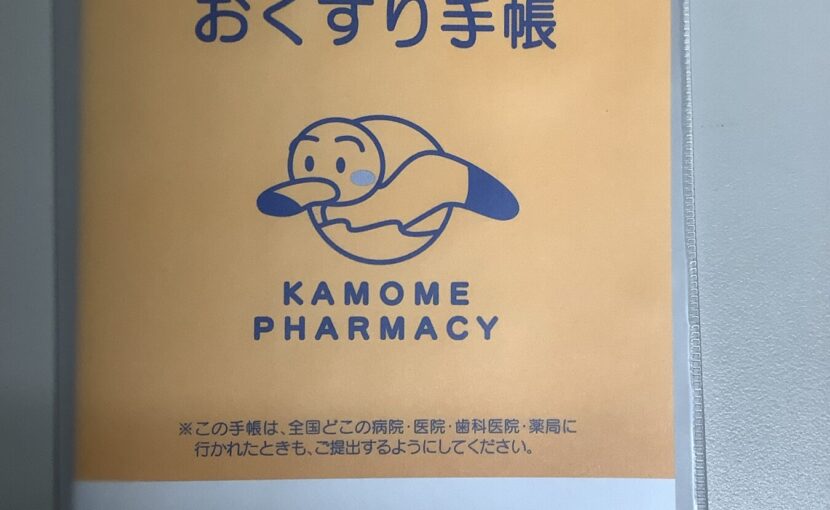 おくすり手帳
KAMOME
PHARMACY
※この手帳は、全国どこの病院・医院・歯科医院・薬局に
行かれたときも、ご提出するようにしてください。